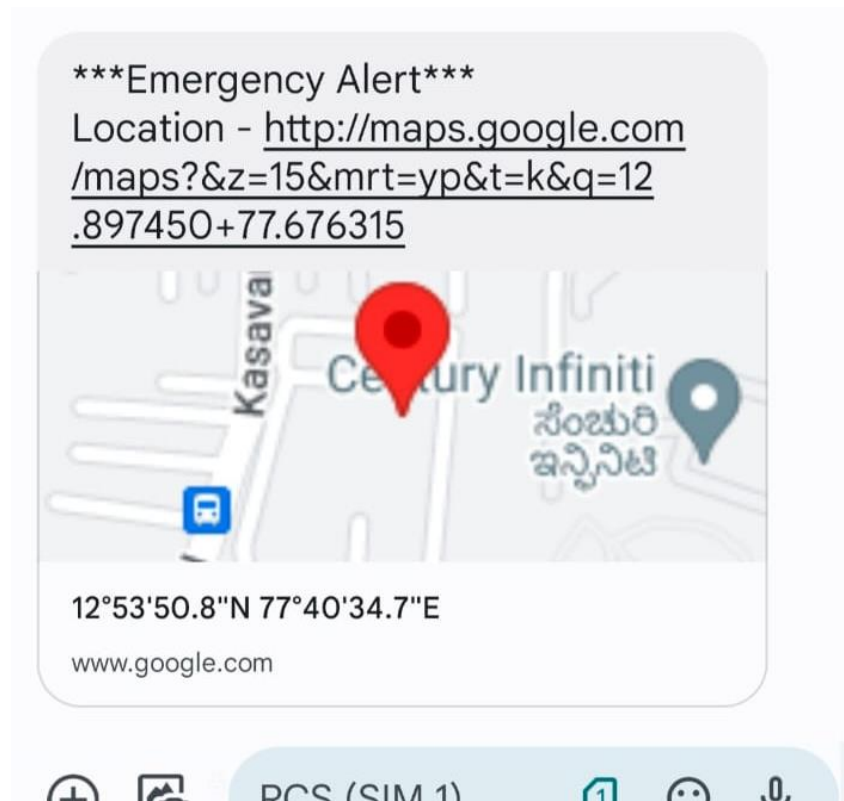 ***Emergency Alert***
Location - http://maps.google.com
/maps?&z=15&mrt=yp&t=k&q=12
.897450+77.676315
Kasava
Century Infiniti
ಸೆಂಚುರಿ
ಇನ್ಫಿನಿಟಿ
12°53'50.8"N 77°40'34.7"E
www.google.com
RCS (SIM 1)
1